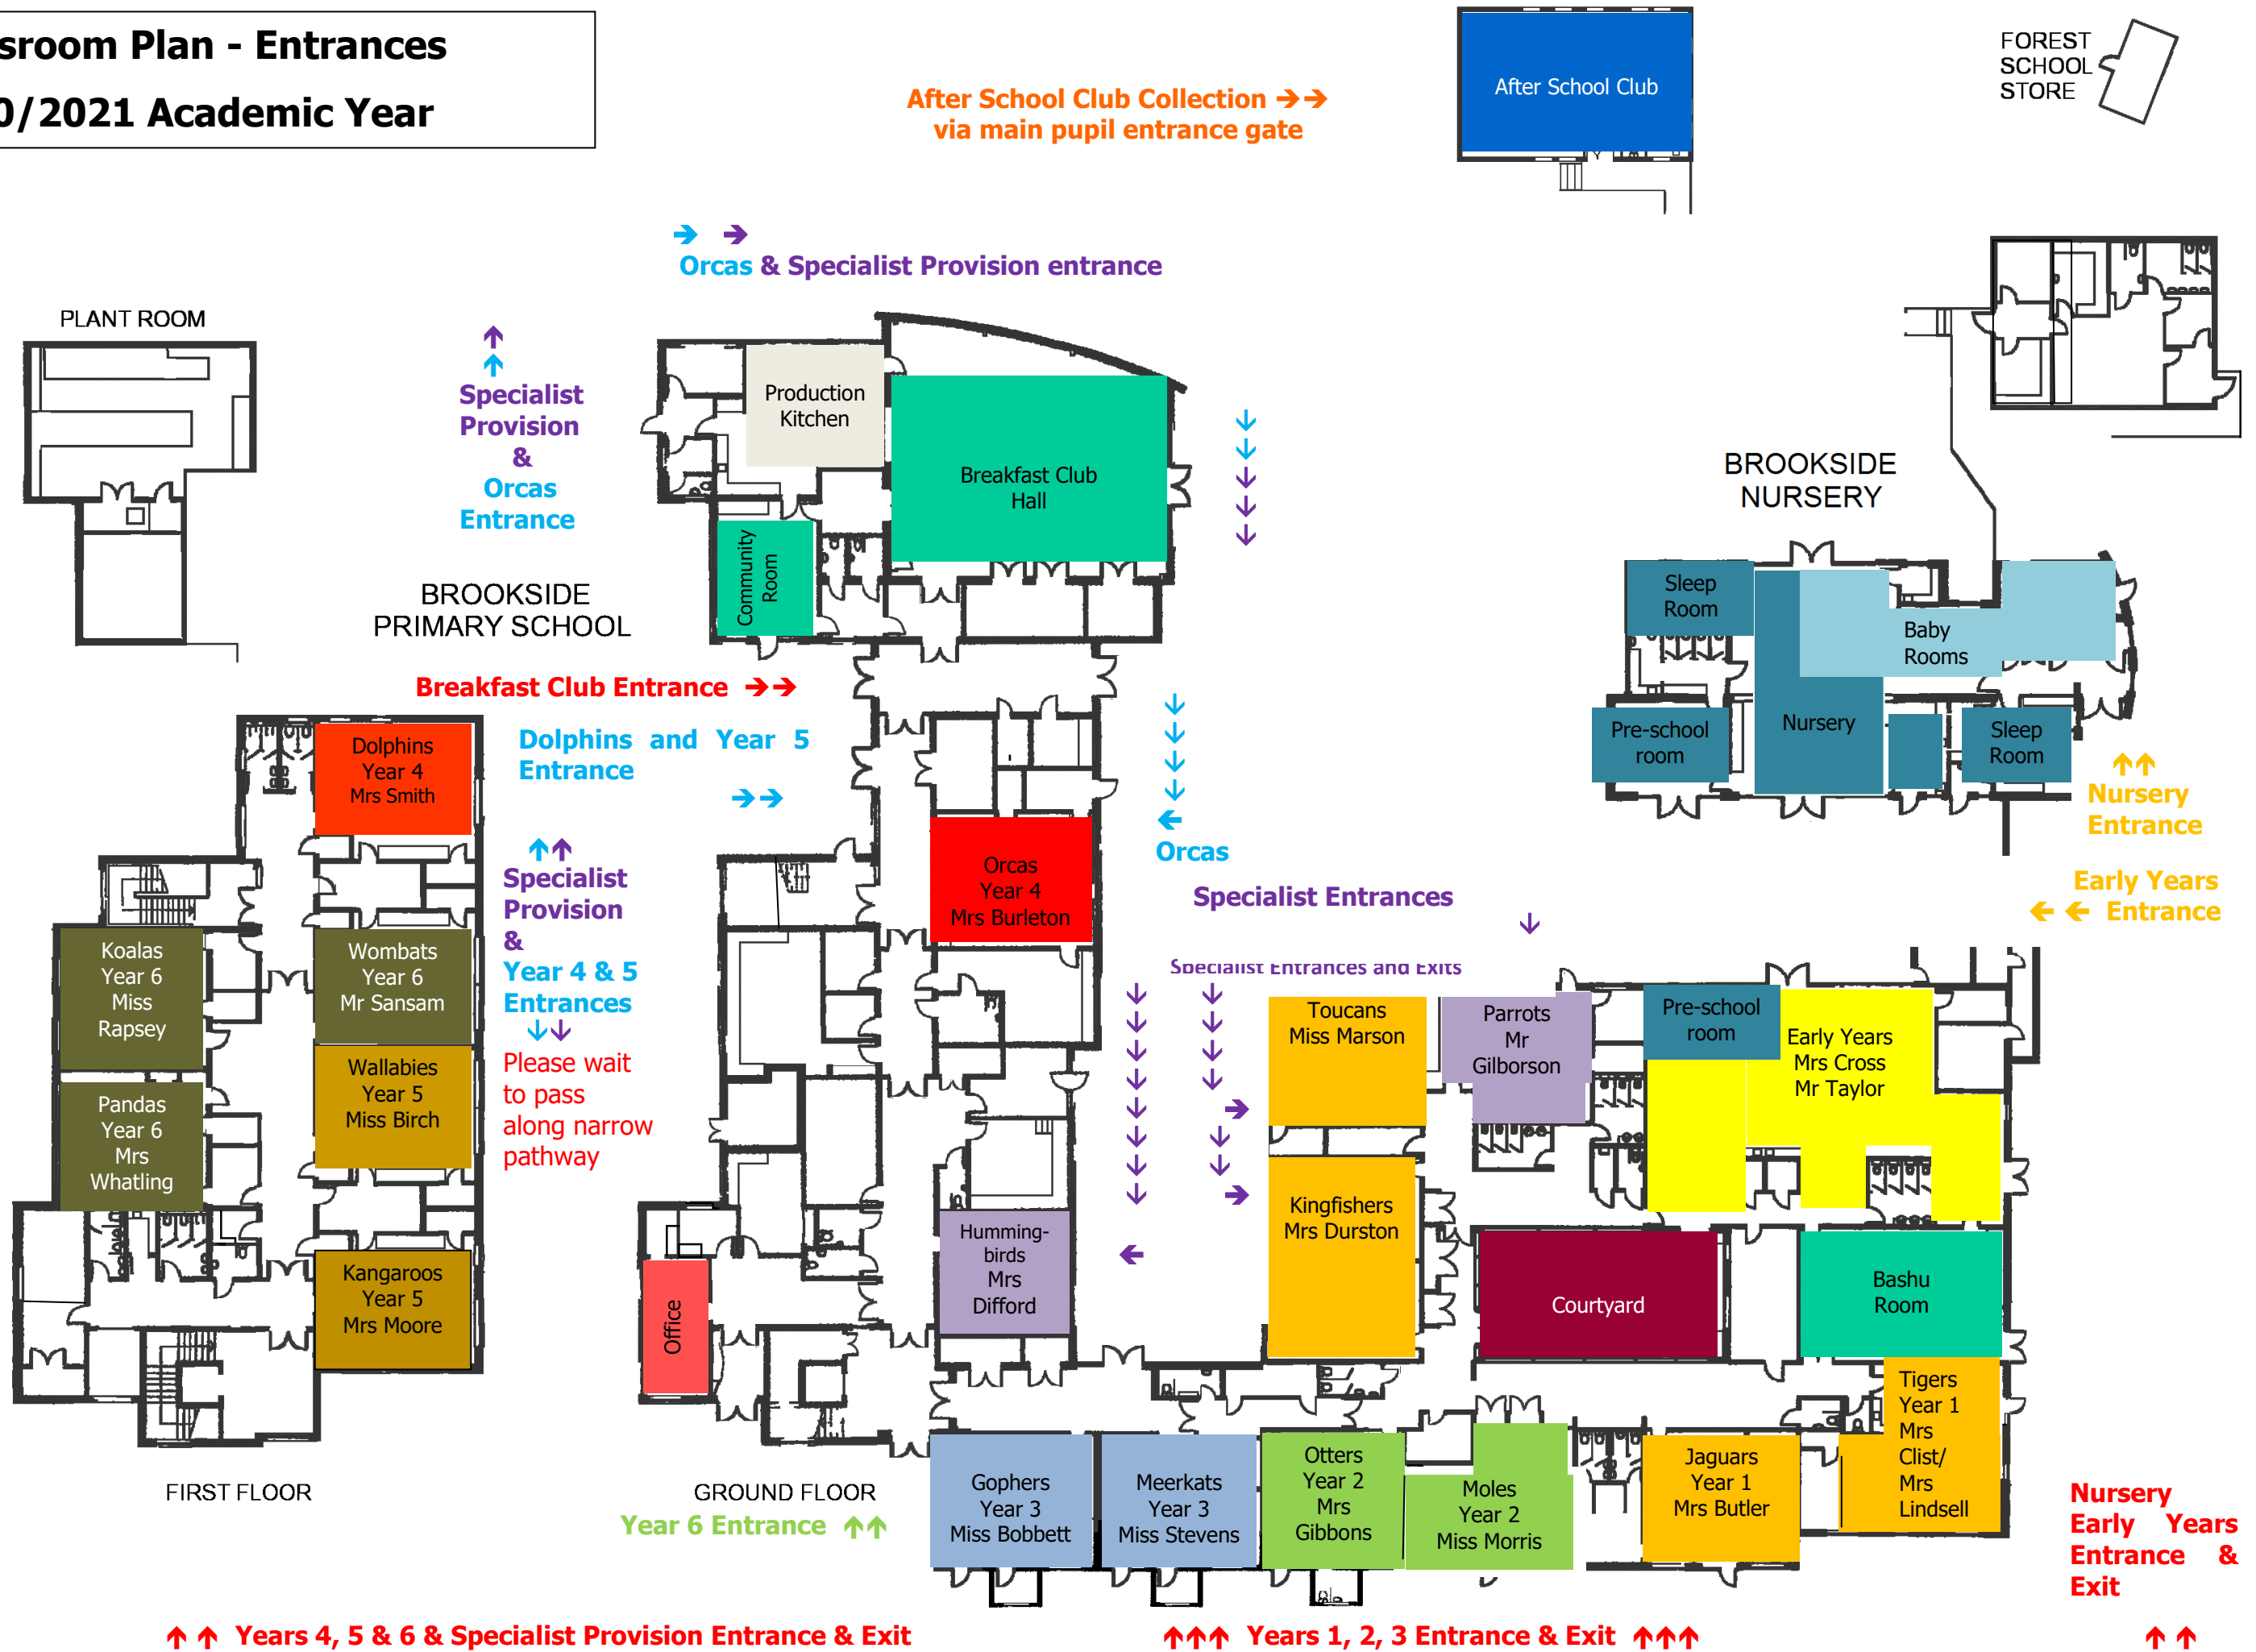 sroom Plan - Entrances
0/2021 Academic Year
After School Club Collection →→
via main pupil entrance gate
After School Club
FOREST
SCHOOL
STORE
Orcas & Specialist Provision entrance
PLANT ROOM
Specialist
Provision
&
Orcas
Entrance
Production
Kitchen
Breakfast Club
Hall
Community
Room
BROOKSIDE
PRIMARY SCHOOL
BROOKSIDE
NURSERY
Sleep
Room
Baby
Rooms
Pre-school
room
Nursery
Sleep
Room
Nursery
Entrance
Early Years
Entrance
Breakfast Club Entrance →→
Dolphins and Year 5
Entrance
Dolphins
Year 4
Mrs Smith
Specialist
Provision
&
Year 4 & 5
Entrances
Please wait
to pass
along narrow
pathway
Orcas
Year 4
Mrs Burleton
Orcas
Specialist Entrances
Specialist Entrances and Exits
Koalas
Year 6
Miss
Rapsey
Wombats
Year 6
Mr Sansam
Wallabies
Year 5
Miss Birch
Pandas
Year 6
Mrs
Whatling
Kangaroos
Year 5
Mrs Moore
Toucans
Miss Marson
Parrots
Mr
Gilborson
Pre-school
room
Early Years
Mrs Cross
Mr Taylor
Kingfishers
Mrs Durston
Humming-
birds
Mrs
Difford
Office
Courtyard
Bashu
Room
Tigers
Year 1
Mrs
Clist/
Mrs
Lindsell
Jaguars
Year 1
Mrs Butler
Moles
Year 2
Miss Morris
Otters
Year 2
Mrs
Gibbons
Meerkats
Year 3
Miss Stevens
Gophers
Year 3
Miss Bobbett
FIRST FLOOR
GROUND FLOOR
Year 6 Entrance ↑↑
Nursery
Early Years
Entrance &
Exit
↑↑ Years 4, 5 & 6 & Specialist Provision Entrance & Exit
↑↑↑ Years 1, 2, 3 Entrance & Exit ↑↑↑